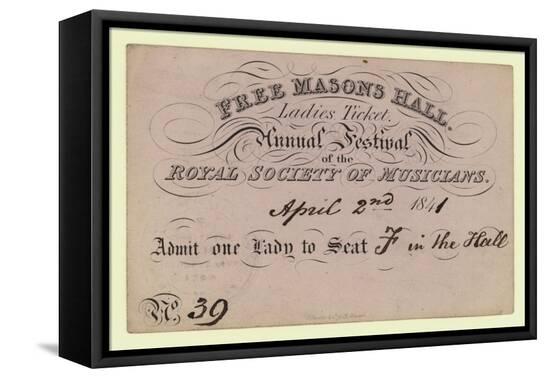 FREE MASONS HALL.
Ladies Ticket.
Annual Festival
of the
ROYAL SOCIETY OF MUSICIANS.
April 2nd 1841
Admit one Lady to Seat F in the Hall
No. 39